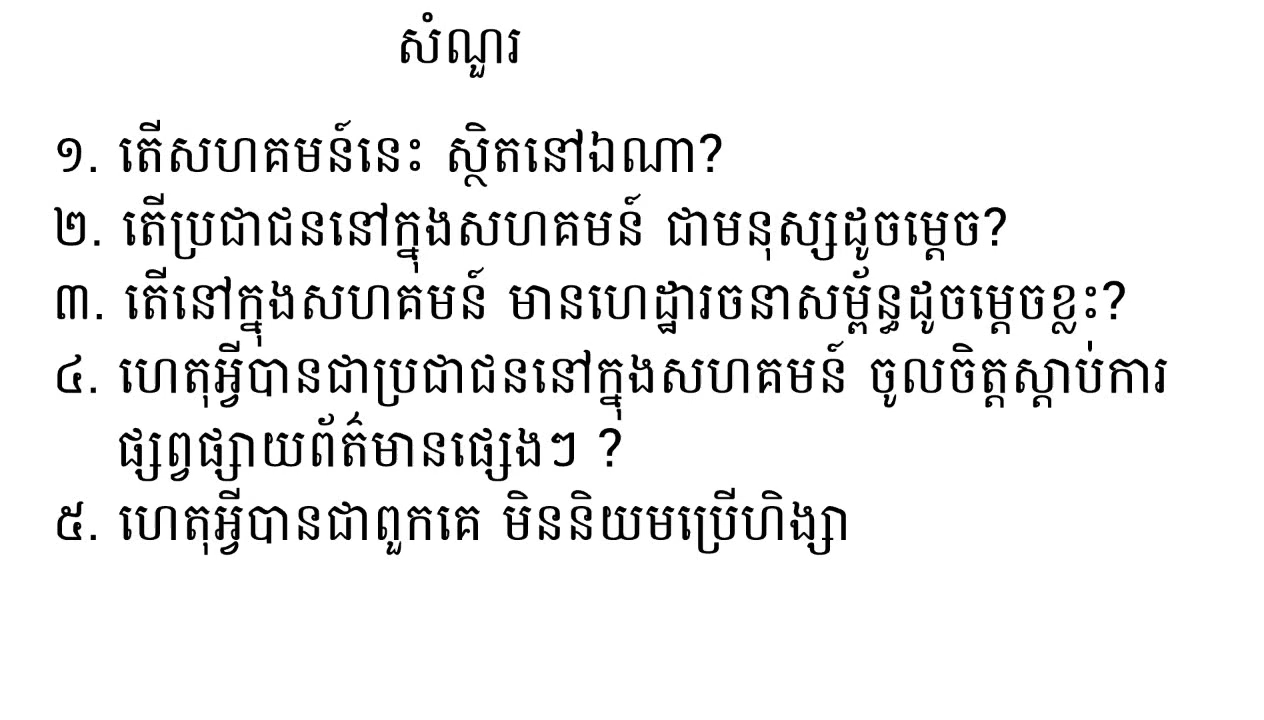 សំណួរ
១. តើសហគមន៍នេះ ស្ថិតនៅឯណា?
២. តើប្រជាជននៅក្នុងសហគមន៍ ជាមនុស្សដូចម្ដេច?
៣. តើនៅក្នុងសហគមន៍ មានហេដ្ឋារចនាសម្ព័ន្ធដូចម្ដេចខ្លះ?
៤. ហេតុអ្វីបានជាប្រជាជននៅក្នុងសហគមន៍ ចូលចិត្តស្ដាប់ការ
ផ្សព្វផ្សាយព័ត៌មានផ្សេងៗ ?
៥. ហេតុអ្វីបានជាពួកគេ មិននិយមប្រើហិង្សា